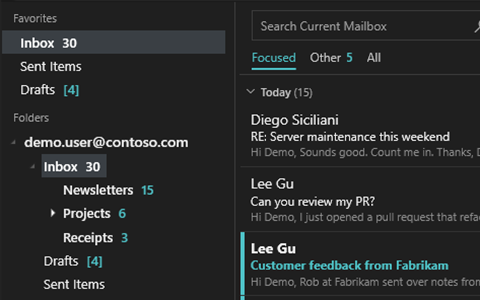 Favorites
Inbox 30
Sent Items
Drafts [4]
Folders
demo.user@contoso.com
Inbox 30
Newsletters 15
Projects 6
Receipts 3
Drafts [4]
Sent Items
Search Current Mailbox
Focused Other 5 All
Today (15)
Diego Siciliani
RE: Server maintenance this weekend
Hi Demo, Sounds good. Count me in. Thanks, D
Lee Gu
Can you review my PR?
Hi Demo, I just opened a pull request that refa
Lee Gu
Customer feedback from Fabrikam
Hi Demo, Rob at Fabrikam sent over notes from